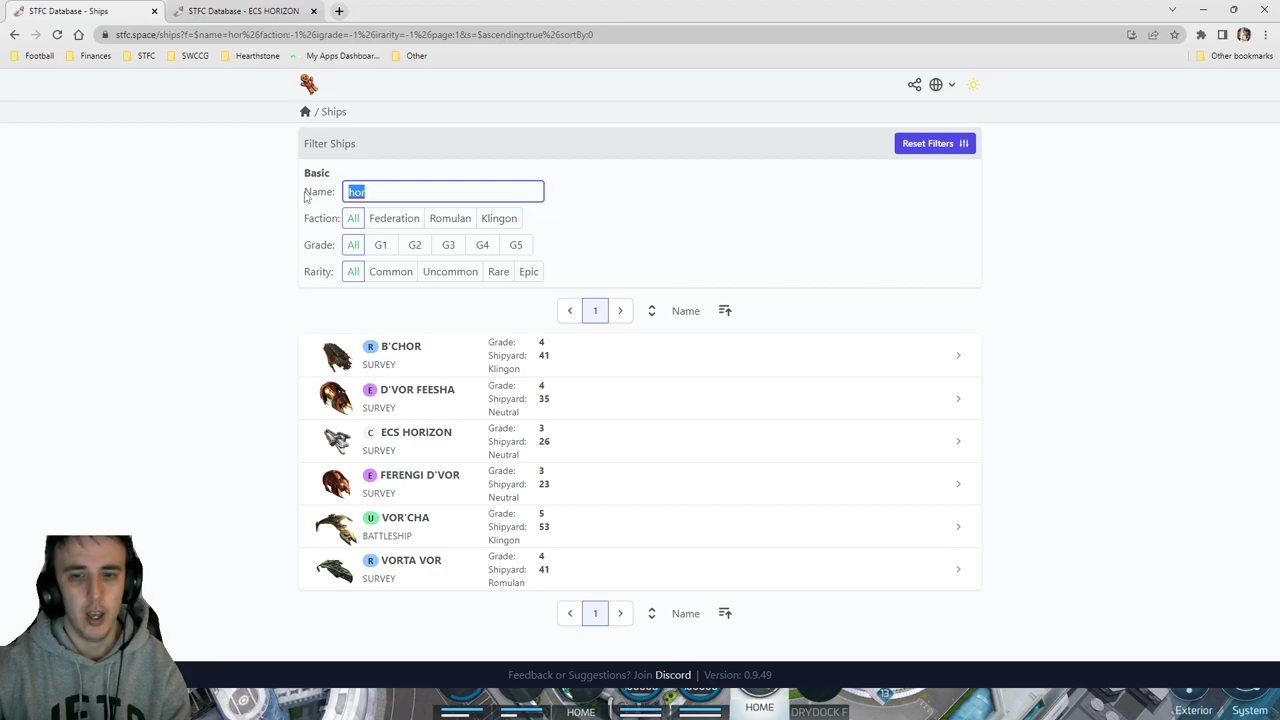 STFC Database - Ships
STFC Database - ECS HORIZON
stfc.space/ships?f=$name=hor*faction:-1*igrade=-1*irarity=-1*page:1&s=$ascending:true*sortBy:0
Football
Finances
STFC
SWCCG
Hearthstone
My Apps Dashboar...
Other
Other bookmarks
/ Ships
Filter Ships
Reset Filters
Basic
Name: hor
Faction: All Federation Romulan Klingon
Grade: All G1 G2 G3 G4 G5
Rarity: All Common Uncommon Rare Epic
1
Name
R B'CHOR
SURVEY
Grade: 4
Shipyard: 41
Klingon
E D'VOR FEESHA
SURVEY
Grade: 4
Shipyard: 35
Neutral
C ECS HORIZON
SURVEY
Grade: 3
Shipyard: 26
Neutral
E FERENGI D'VOR
SURVEY
Grade: 3
Shipyard: 23
Neutral
U VOR'CHA
BATTLESHIP
Grade: 5
Shipyard: 53
Klingon
R VORTA VOR
SURVEY
Grade: 4
Shipyard: 41
Romulan
1
Name
Feedback or Suggestions? Join Discord | Version: 0.9.49
HOME
HOME
DRYDOCK F
13
Exterior
System